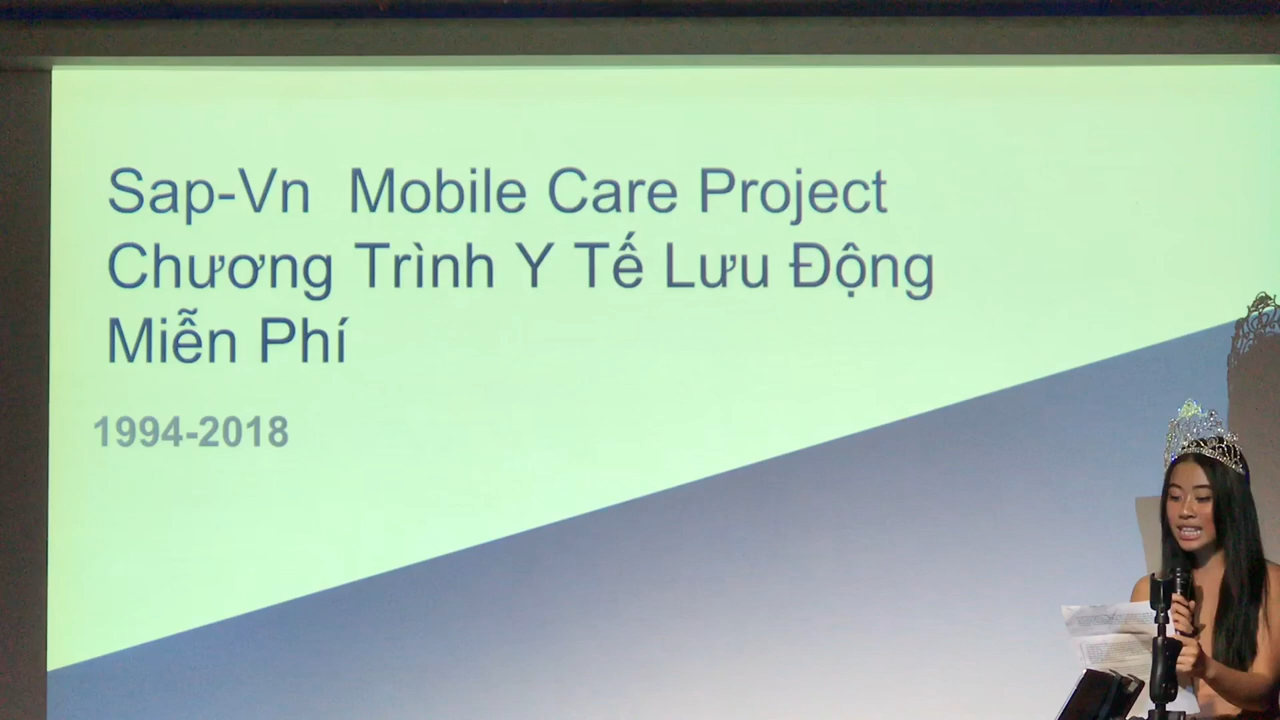 Sap-Vn Mobile Care Project
Chương Trình Y Tế Lưu Động
Miễn Phí
1994-2018